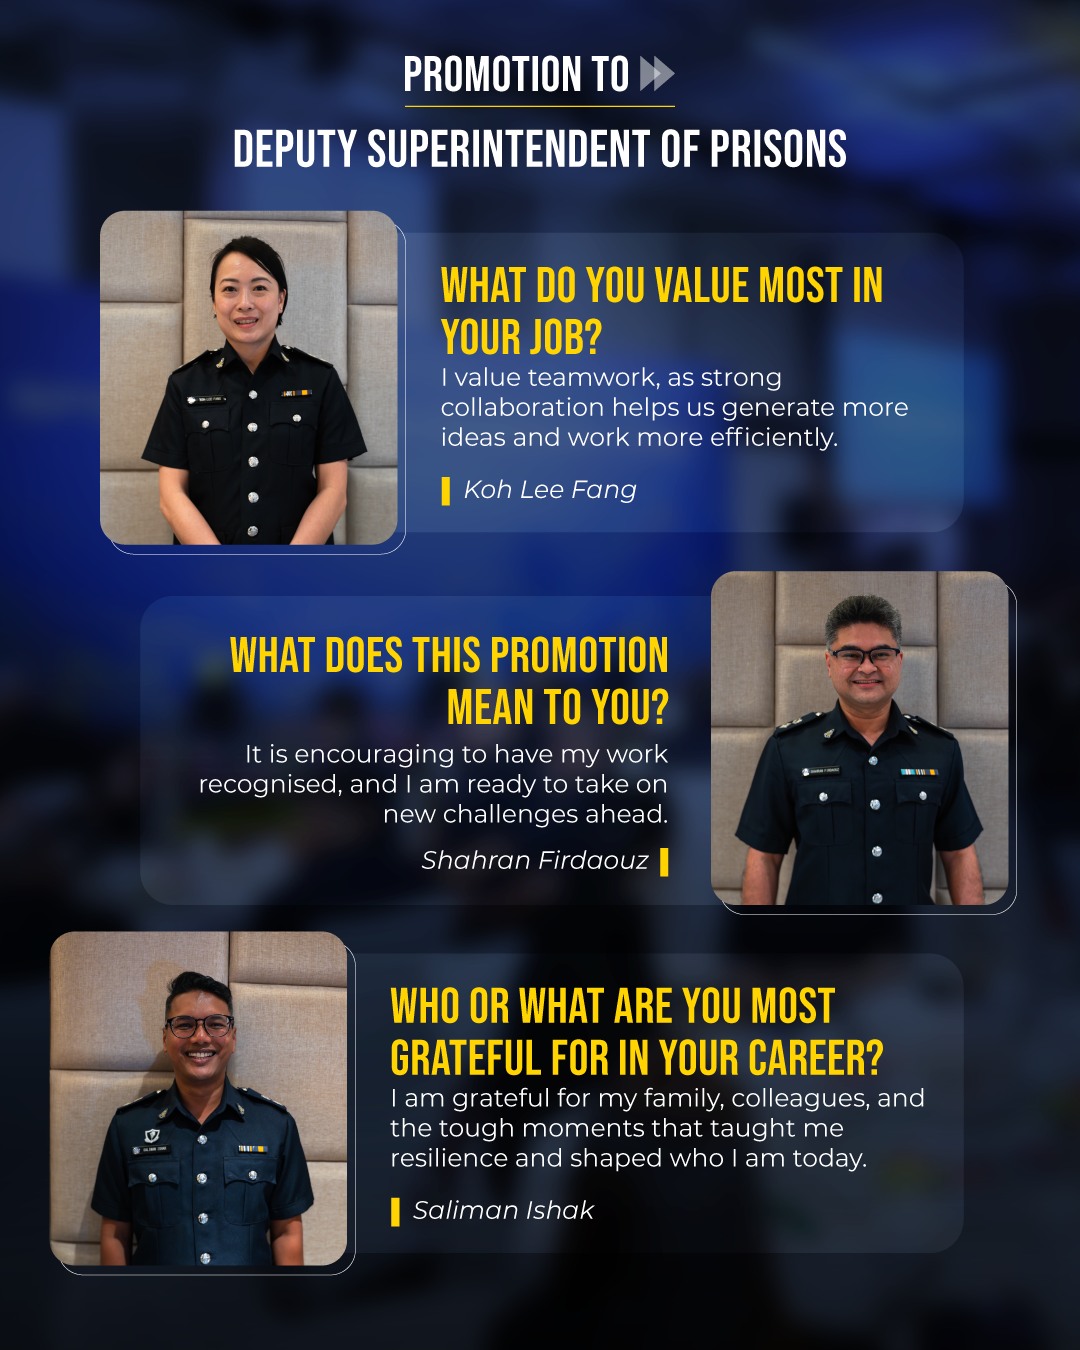 PROMOTION TO
DEPUTY SUPERINTENDENT OF PRISONS
WHAT DO YOU VALUE MOST IN
YOUR JOB?
I value teamwork, as strong
collaboration helps us generate more
ideas and work more efficiently.
Koh Lee Fang
WHAT DOES THIS PROMOTION
MEAN TO YOU?
It is encouraging to have my work
recognised, and I am ready to take on
new challenges ahead.
Shahran Firdaouz
WHO OR WHAT ARE YOU MOST
GRATEFUL FOR IN YOUR CAREER?
I am grateful for my family, colleagues, and
the tough moments that taught me
resilience and shaped who I am today.
Saliman Ishak